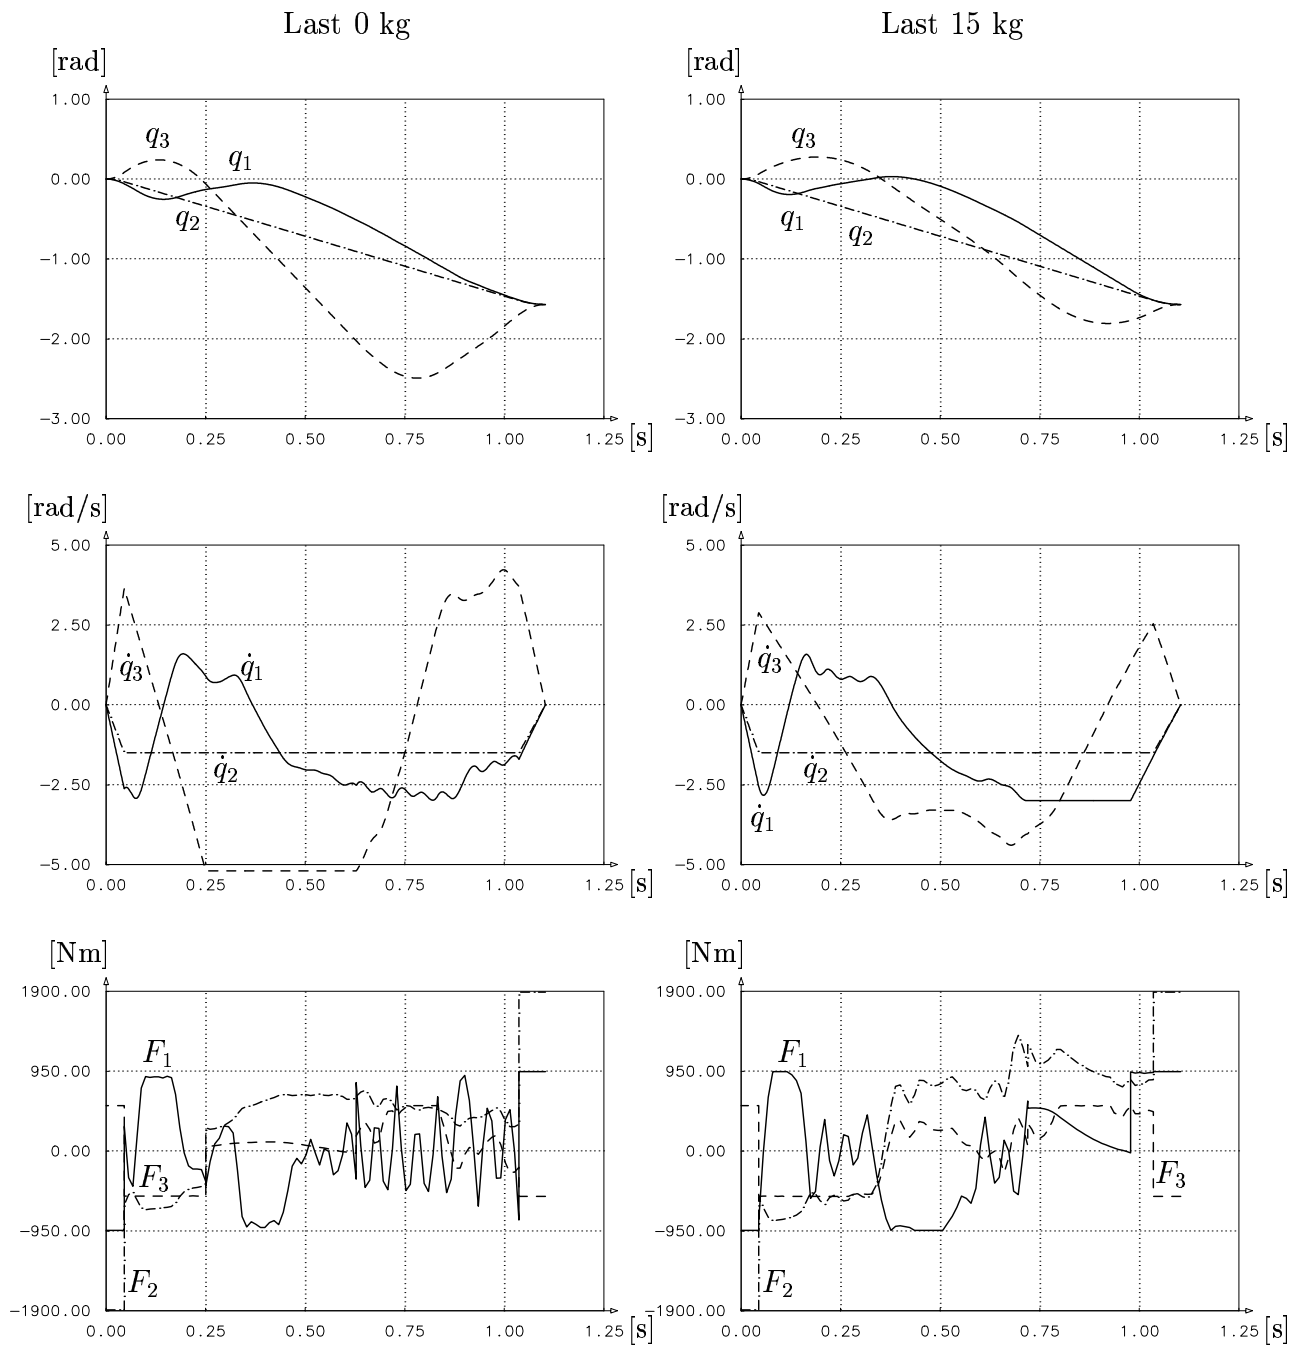 Last 0 kg Last 15 kg
[rad] [rad]
1.00 1.00
q3 q3
q1
0.00 0.00
q2 q1 q2
−1.00 −1.00
−2.00 −2.00
−3.00 −3.00
0.00 0.25 0.50 0.75 1.00 1.25 [s] 0.00 0.25 0.50 0.75 1.00 1.25 [s]
[rad/s] [rad/s]
5.00 5.00
2.50 2.50
q̇3 q̇1 q̇3
0.00 0.00
q̇2 q̇2
−2.50 −2.50
q̇1
−5.00 −5.00
0.00 0.25 0.50 0.75 1.00 1.25 [s] 0.00 0.25 0.50 0.75 1.00 1.25 [s]
[Nm] [Nm]
1900.00 1900.00
F1 F1
950.00 950.00
0.00 0.00
F3 F3
−950.00 −950.00
F2 F2
−1900.00 −1900.00
0.00 0.25 0.50 0.75 1.00 1.25 [s] 0.00 0.25 0.50 0.75 1.00 1.25 [s]